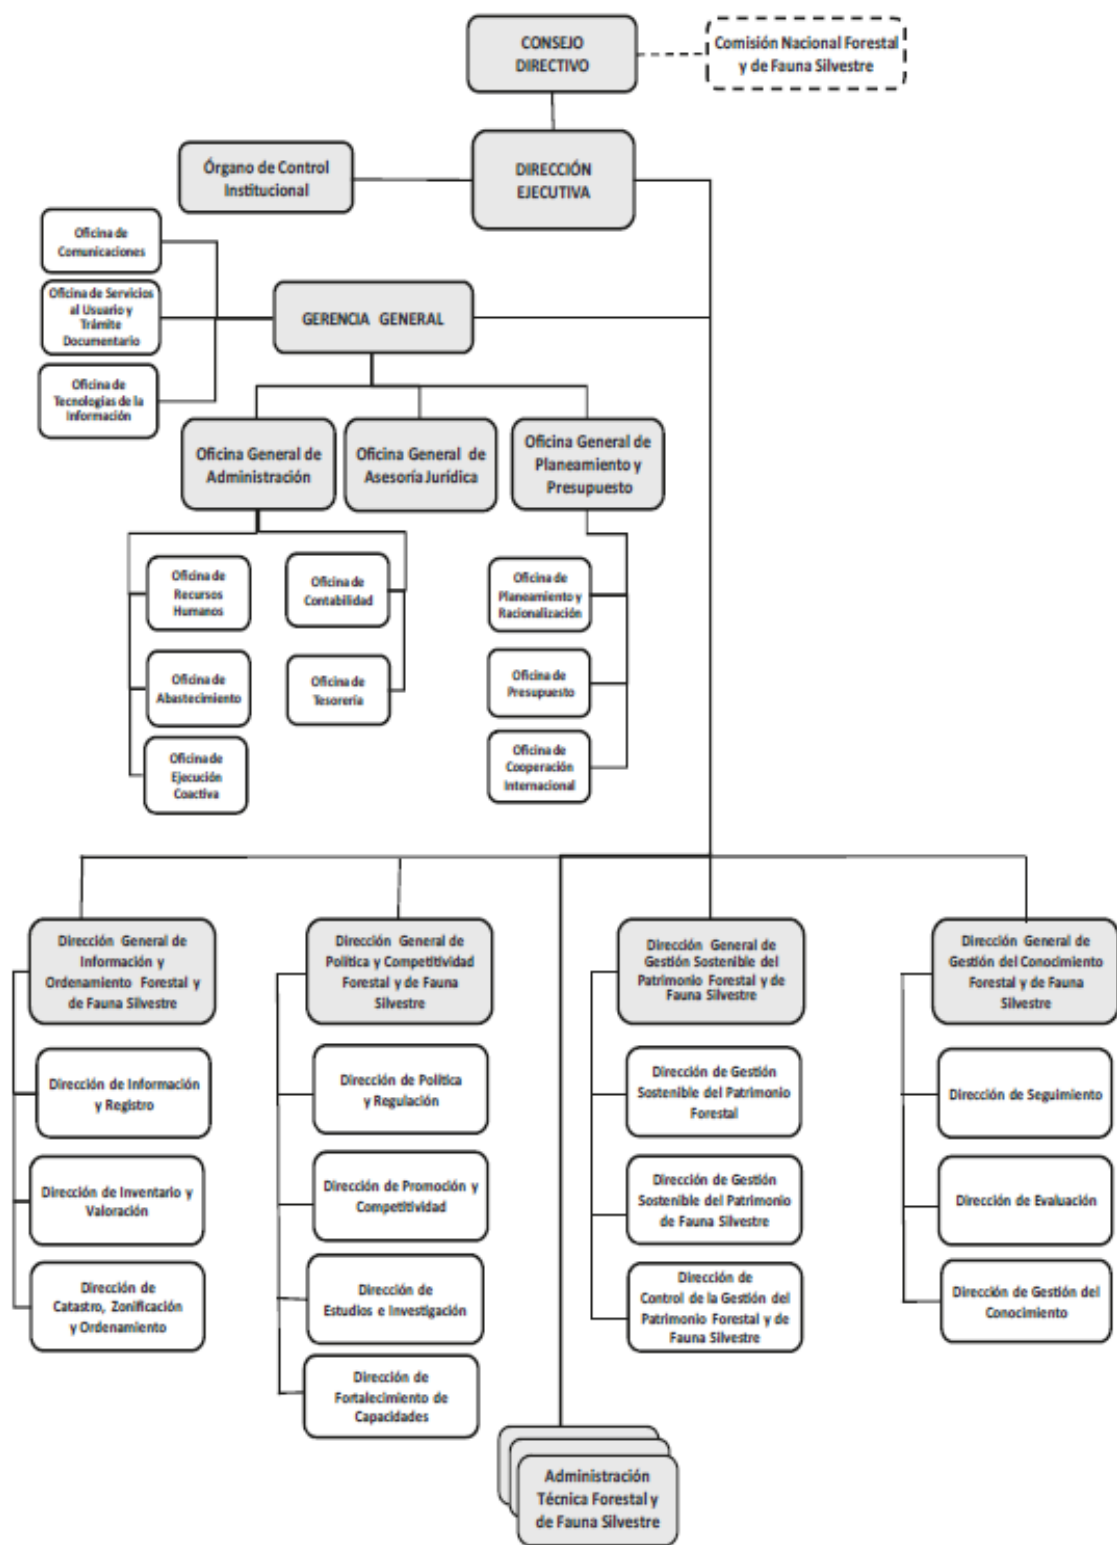 CONSEJO
DIRECTIVO
Comisión Nacional Forestal
y de Fauna Silvestre
Órgano de Control
Institucional
DIRECCIÓN
EJECUTIVA
Oficina de
Comunicaciones
Oficina de Servicios
al Usuario y
Trámite
Documentario
Oficina de
Tecnologías de la
Información
GERENCIA GENERAL
Oficina General de
Administración
Oficina General de
Asesoría Jurídica
Oficina General de
Planeamiento y
Presupuesto
Oficina de
Recursos
Humanos
Oficina de
Contabilidad
Oficina de
Planeamiento y
Racionalización
Oficina de
Abastecimiento
Oficina de
Tesorería
Oficina de
Presupuesto
Oficina de
Ejecución
Coactiva
Oficina de
Cooperación
Internacional
Dirección General de
Información y
Ordenamiento Forestal y
de Fauna Silvestre
Dirección General de
Política y Competitividad
Forestal y de Fauna
Silvestre
Dirección General de
Gestión Sostenible del
Patrimonio Forestal y de
Fauna Silvestre
Dirección General de
Gestión del Conocimiento
Forestal y de Fauna
Silvestre
Dirección de Información
y Registro
Dirección de Política
y Regulación
Dirección de Gestión
Sostenible del Patrimonio
Forestal
Dirección de Seguimiento
Dirección de Inventario y
Valoración
Dirección de Promoción y
Competitividad
Dirección de Gestión
Sostenible del Patrimonio
de Fauna Silvestre
Dirección de Evaluación
Dirección de
Catastro, Zonificación
y Ordenamiento
Dirección de
Estudios e Investigación
Dirección de
Control de la Gestión del
Patrimonio Forestal y de
Fauna Silvestre
Dirección de Gestión del
Conocimiento
Dirección de
Fortalecimiento de
Capacidades
Administración
Técnica Forestal y
de Fauna Silvestre